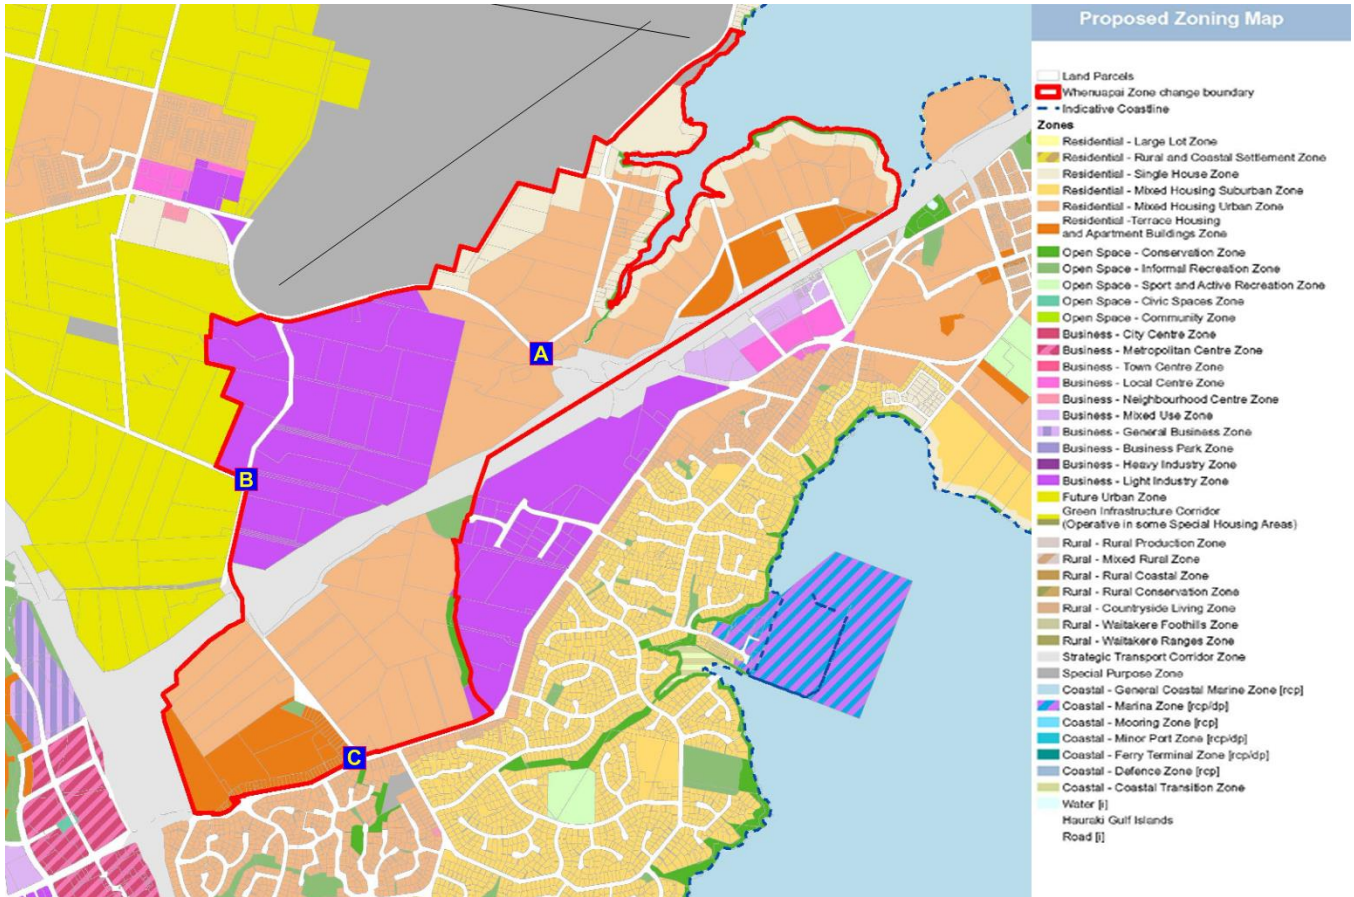 Proposed Zoning Map
Land Parcels
Whenuapai Zone change boundary
Indicative Coastline
Zones
Residential - Large Lot Zone
Residential - Rural and Coastal Settlement Zone
Residential - Single House Zone
Residential - Mixed Housing Suburban Zone
Residential - Mixed Housing Urban Zone
Residential -Terrace Housing
and Apartment Buildings Zone
Open Space - Conservation Zone
Open Space - Informal Recreation Zone
Open Space - Sport and Active Recreation Zone
Open Space - Civic Spaces Zone
Open Space - Community Zone
Business - City Centre Zone
Business - Metropolitan Centre Zone
Business - Town Centre Zone
Business - Local Centre Zone
Business - Neighbourhood Centre Zone
Business - Mixed Use Zone
Business - General Business Zone
Business - Business Park Zone
Business - Heavy Industry Zone
Business - Light Industry Zone
Future Urban Zone
Green Infrastructure Corridor
(Operative in some Special Housing Areas)
Rural - Rural Production Zone
Rural - Mixed Rural Zone
Rural - Rural Coastal Zone
Rural - Rural Conservation Zone
Rural - Countryside Living Zone
Rural - Waitakere Foothills Zone
Rural - Waitakere Ranges Zone
Strategic Transport Corridor Zone
Special Purpose Zone
Coastal - General Coastal Marine Zone [rcp]
Coastal - Marina Zone [rcp/dp]
Coastal - Mooring Zone [rcp]
Coastal - Minor Port Zone [rcp/dp]
Coastal - Ferry Terminal Zone [rcp/dp]
Coastal - Defence Zone [rcp]
Coastal - Coastal Transition Zone
Water [i]
Hauraki Gulf Islands
Road [i]
A
B
C